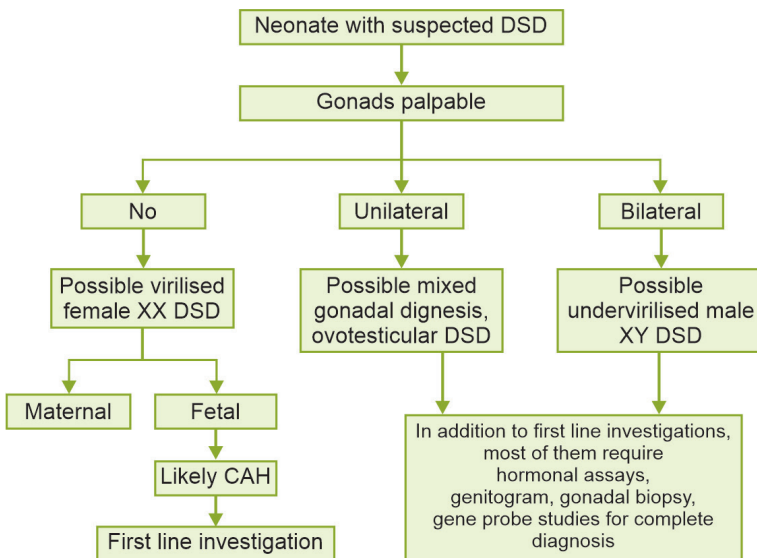 Neonate with suspected DSD
Gonads palpable
No
Unilateral
Bilateral
Possible virilised
female XX DSD
Possible mixed
gonadal dignesis,
ovotesticular DSD
Possible
undervirilised male
XY DSD
Maternal
Fetal
Likely CAH
First line investigation
In addition to first line investigations,
most of them require
hormonal assays,
genitogram, gonadal biopsy,
gene probe studies for complete
diagnosis